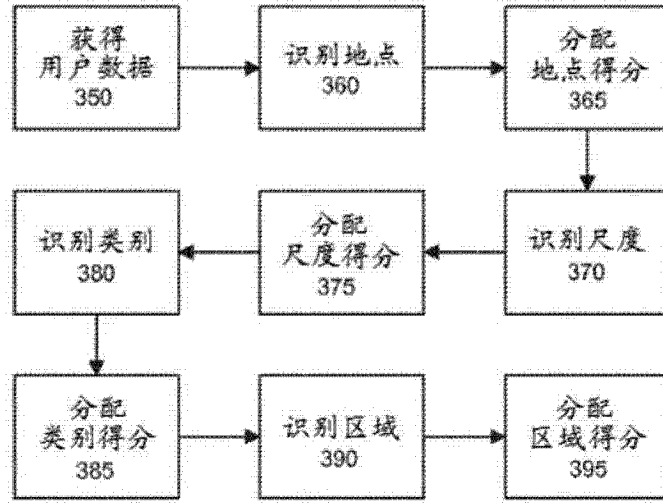 获得
用户数据
350
识别地点
360
分配
地点得分
365
识别尺度
370
分配
尺度得分
375
识别类别
380
分配
类别得分
385
识别区域
390
分配
区域得分
395